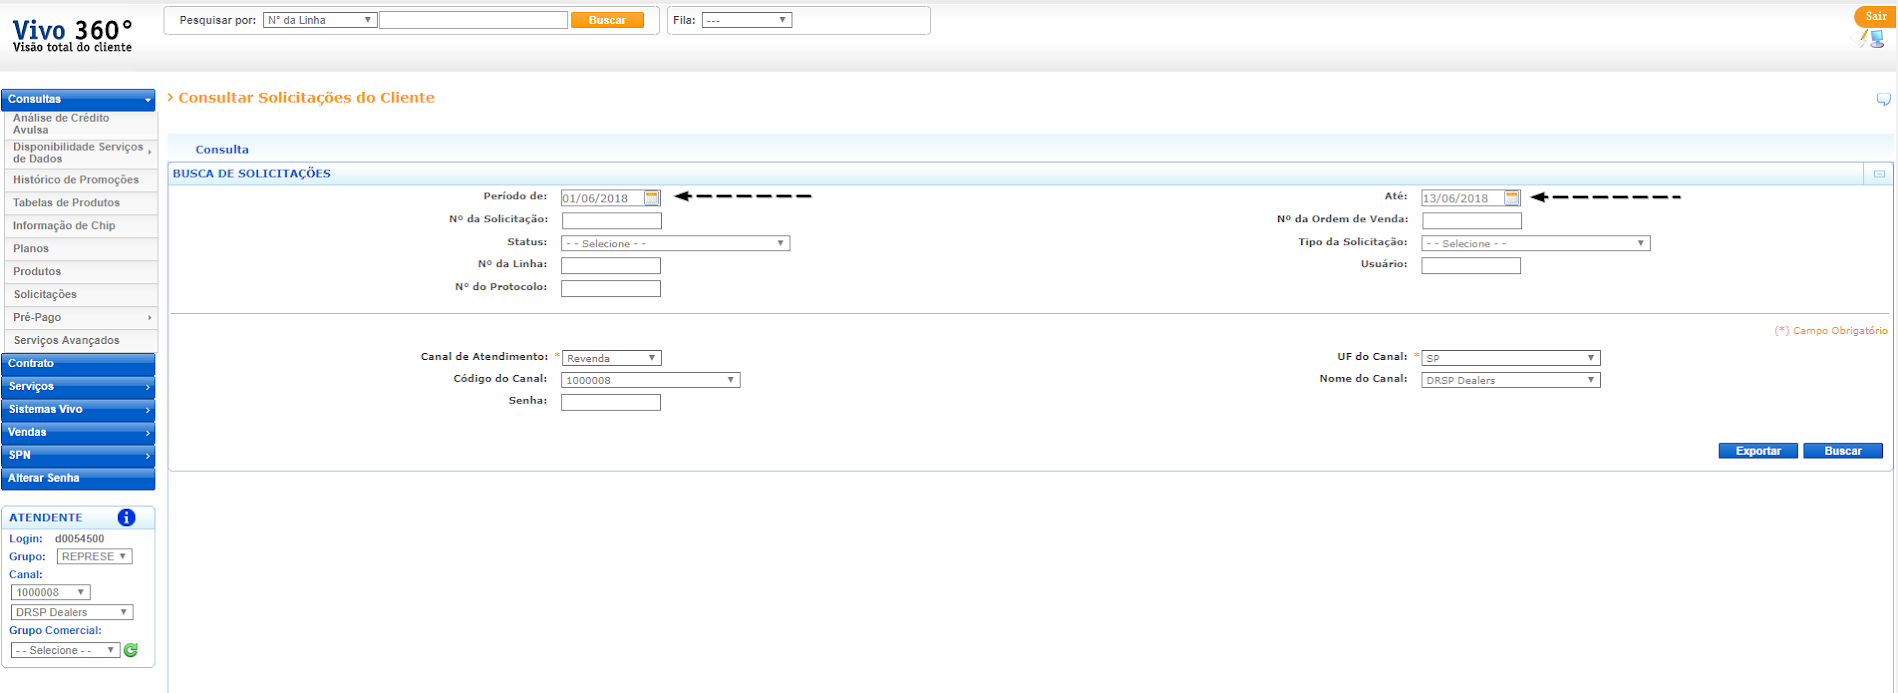 Vivo 360°
Visão total do cliente
Pesquisar por: N° da Linha Buscar Fila: --- Sair
Consultas
Análise de Crédito
Avulsa
Disponibilidade Serviços
de Dados
Histórico de Promoções
Tabelas de Produtos
Informação de Chip
Planos
Produtos
Solicitações
Pré-Pago
Serviços Avançados
Contrato
Serviços
Sistemas Vivo
Vendas
SPN
Alterar Senha
ATENDENTE
Login: d0054500
Grupo: REPRESE
Canal:
1000008
DRSP Dealers
Grupo Comercial:
- - Selecione - -
> Consultar Solicitações do Cliente
Consulta
BUSCA DE SOLICITAÇÕES
Período de: 01/06/2018 Até: 13/06/2018
Nº da Solicitação: Nº da Ordem de Venda:
Status: - - Selecione - - Tipo da Solicitação: - - Selecione - -
Nº da Linha: Usuário:
N° do Protocolo:
(*) Campo Obrigatório
Canal de Atendimento: * Revenda UF do Canal: * SP
Código do Canal: 1000008 Nome do Canal: DRSP Dealers
Senha:
Exportar Buscar